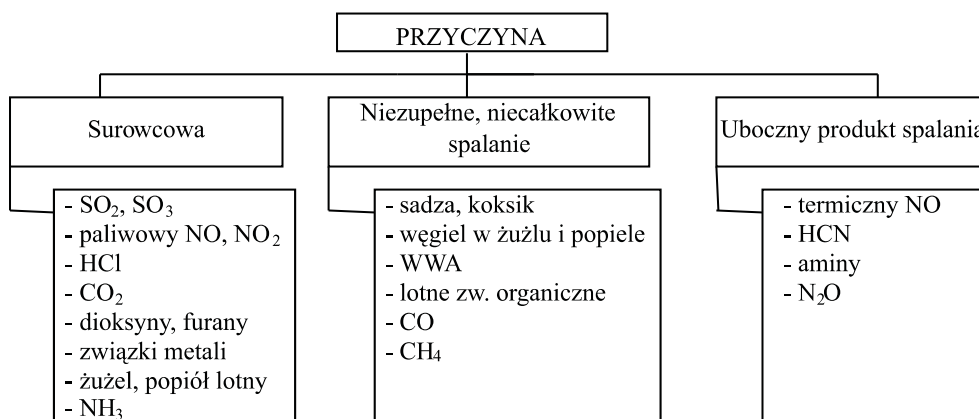 PRZYCZYNA
Surowcowa
Niezupełne, niecałkowite
spalanie
Uboczny produkt spalania
- SO₂, SO₃
- paliwowy NO, NO₂
- HCl
- CO₂
- dioksyny, furany
- związki metali
- żużel, popiół lotny
- NH₃
- sadza, koksik
- węgiel w żużlu i popiele
- WWA
- lotne zw. organiczne
- CO
- CH₄
- termiczny NO
- HCN
- aminy
- N₂O